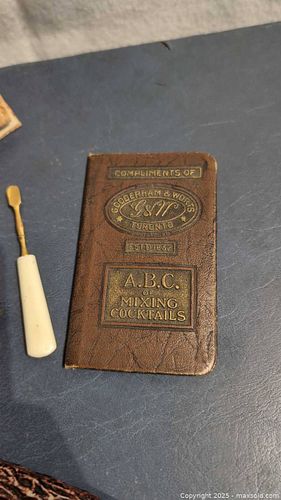 COMPLIMENTS OF
GOODERHAM & WORTS
G&W
TORONTO
A.B.C.
OF
MIXING
COCKTAILS
© Copyright 2025 - maxsold.com